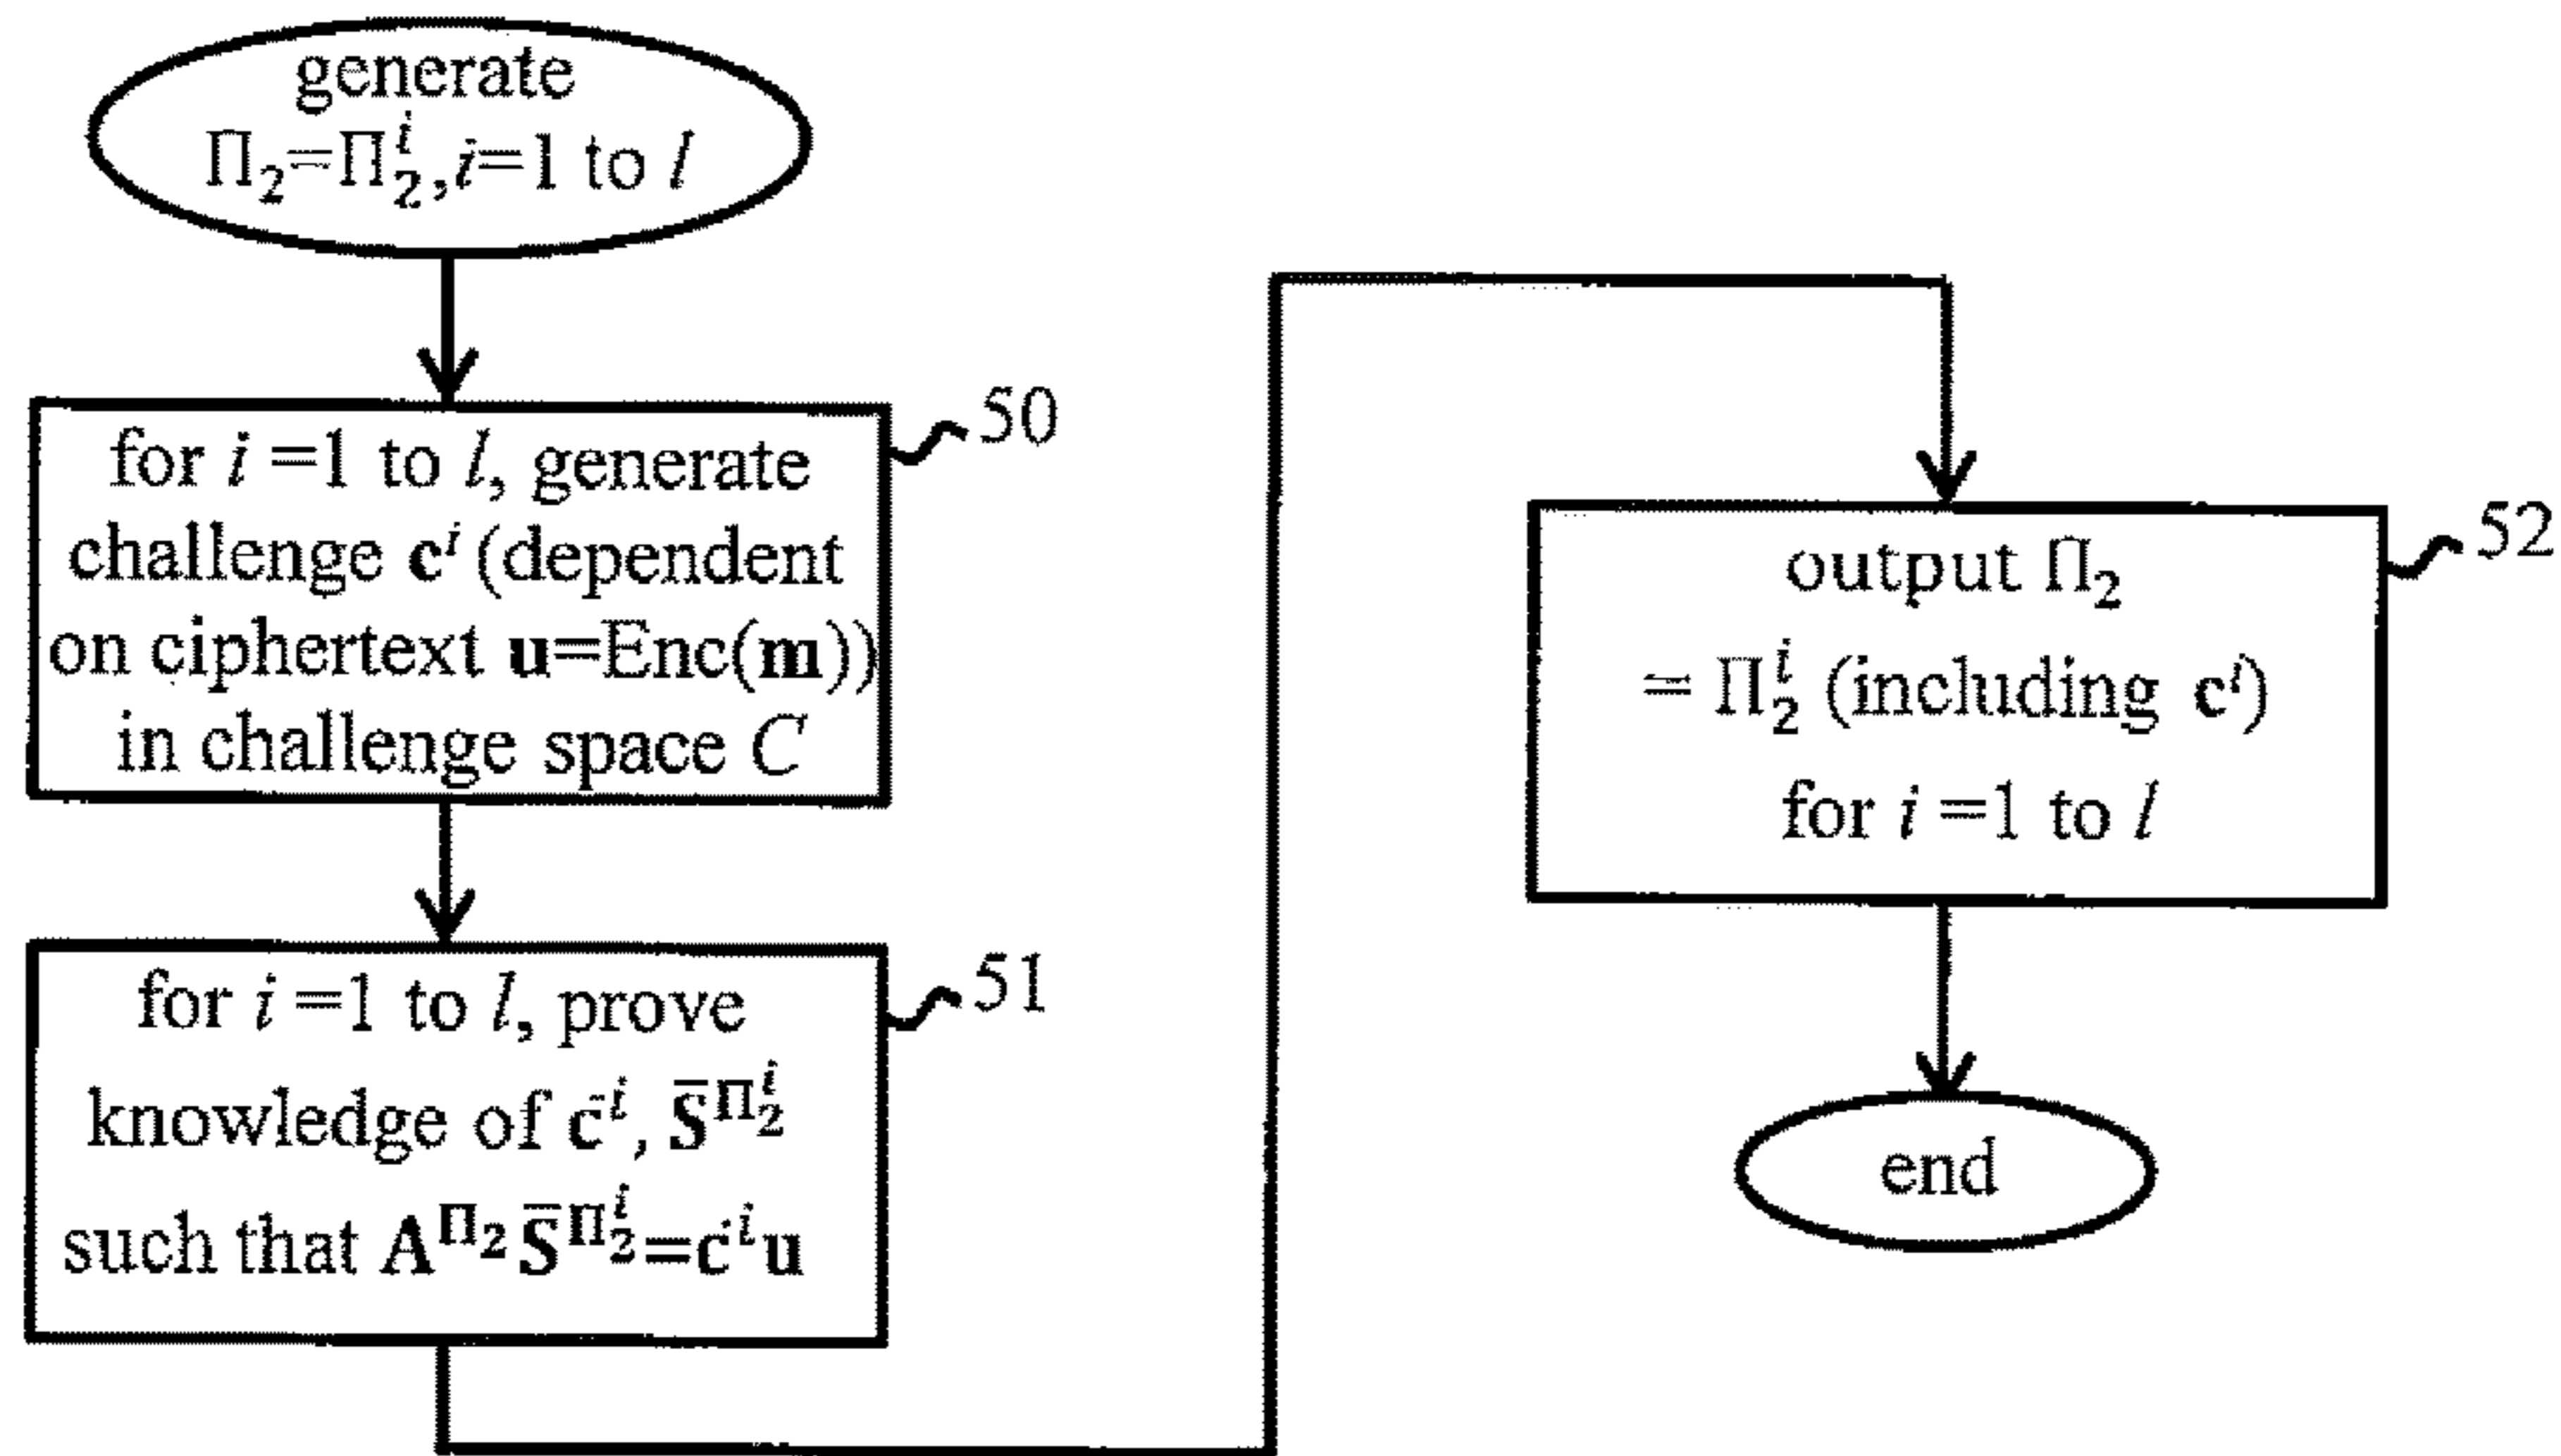 generate
Π₂=Π₂ⁱ, i=1 to l
for i =1 to l, generate
challenge cⁱ (dependent
on ciphertext u=Enc(m))
in challenge space C
50
for i =1 to l, prove
knowledge of c̄ⁱ, S̄^Π₂ⁱ
such that A^Π₂ S̄^Π₂ⁱ=c̄ⁱu
51
output Π₂
= Π₂ⁱ (including cⁱ)
for i =1 to l
52
end